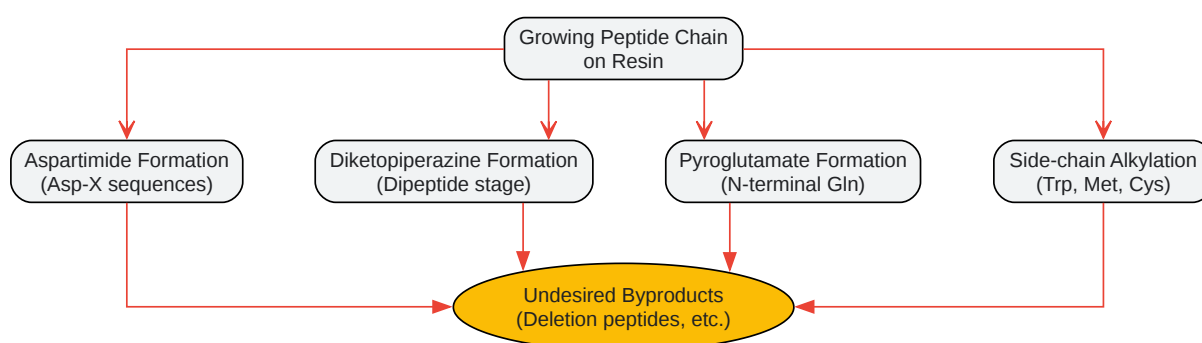 Growing Peptide Chain
on Resin
Aspartimide Formation
(Asp-X sequences)
Diketopiperazine Formation
(Dipeptide stage)
Pyroglutamate Formation
(N-terminal Gln)
Side-chain Alkylation
(Trp, Met, Cys)
Undesired Byproducts
(Deletion peptides, etc.)